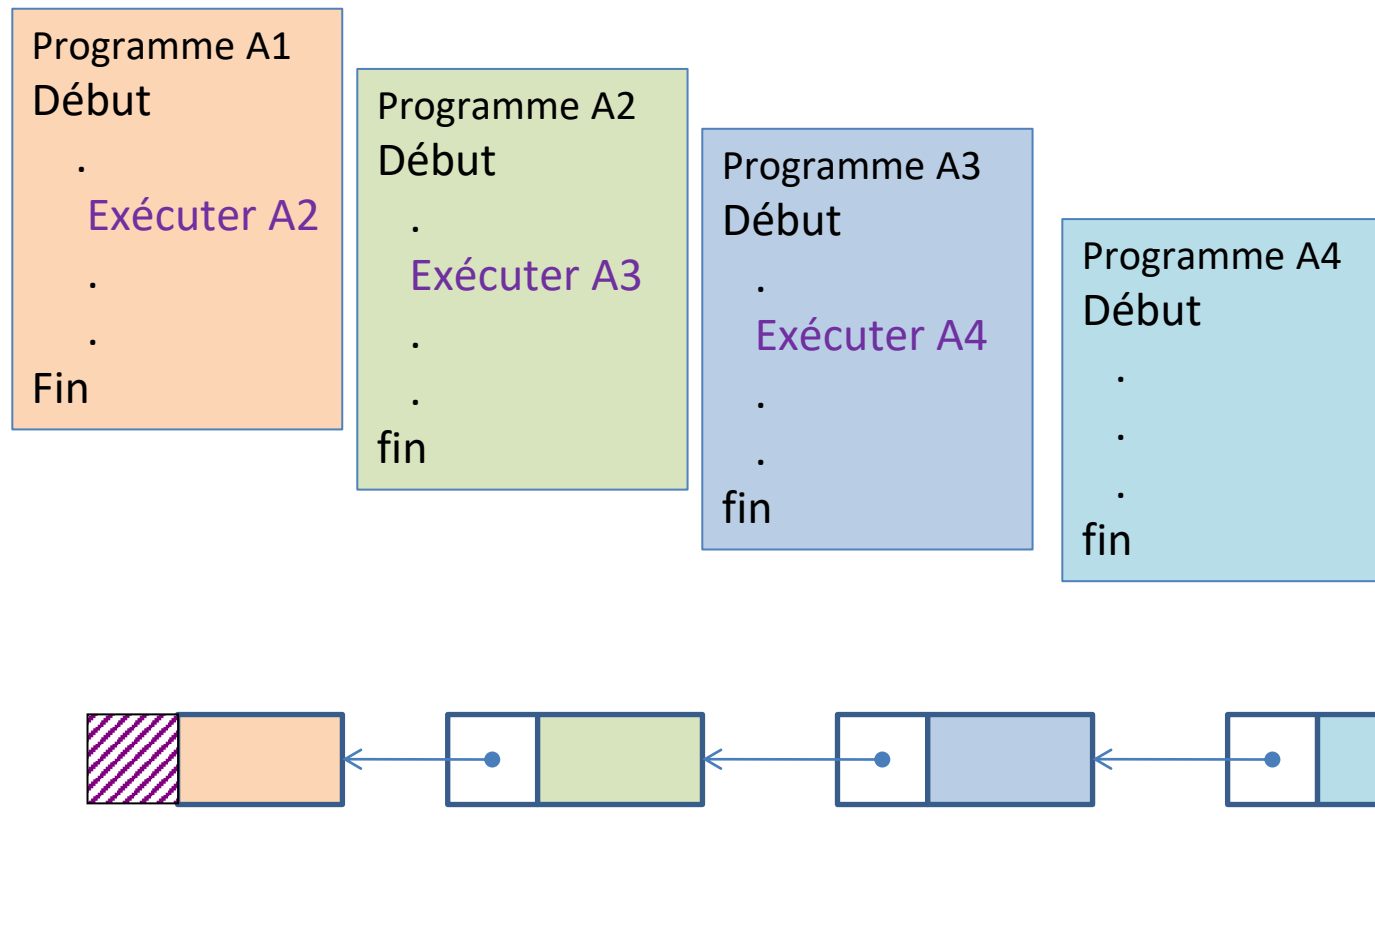 Programme A1
Début
.
Exécuter A2
.
.
Fin
Programme A2
Début
.
Exécuter A3
.
.
fin
Programme A3
Début
.
Exécuter A4
.
.
fin
Programme A4
Début
.
.
.
fin